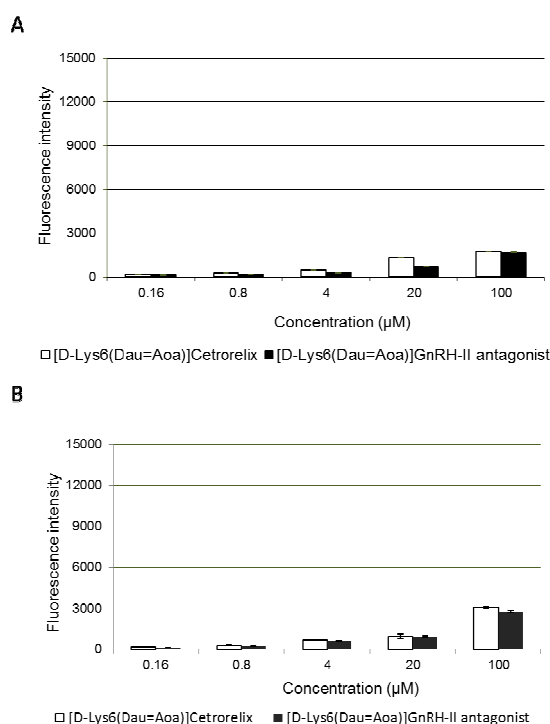 A
15000
12000
9000
6000
3000
0
Fluorescence intensity
0.16 0.8 4 20 100
Concentration (µM)
[D-Lys6(Dau=Aoa)]Cetrorelix [D-Lys6(Dau=Aoa)]GnRH-II antagonist
B
15000
12000
9000
6000
3000
0
Fluorescence intensity
0.16 0.8 4 20 100
Concentration (µM)
[D-Lys6(Dau=Aoa)]Cetrorelix [D-Lys6(Dau=Aoa)]GnRH-II antagonist